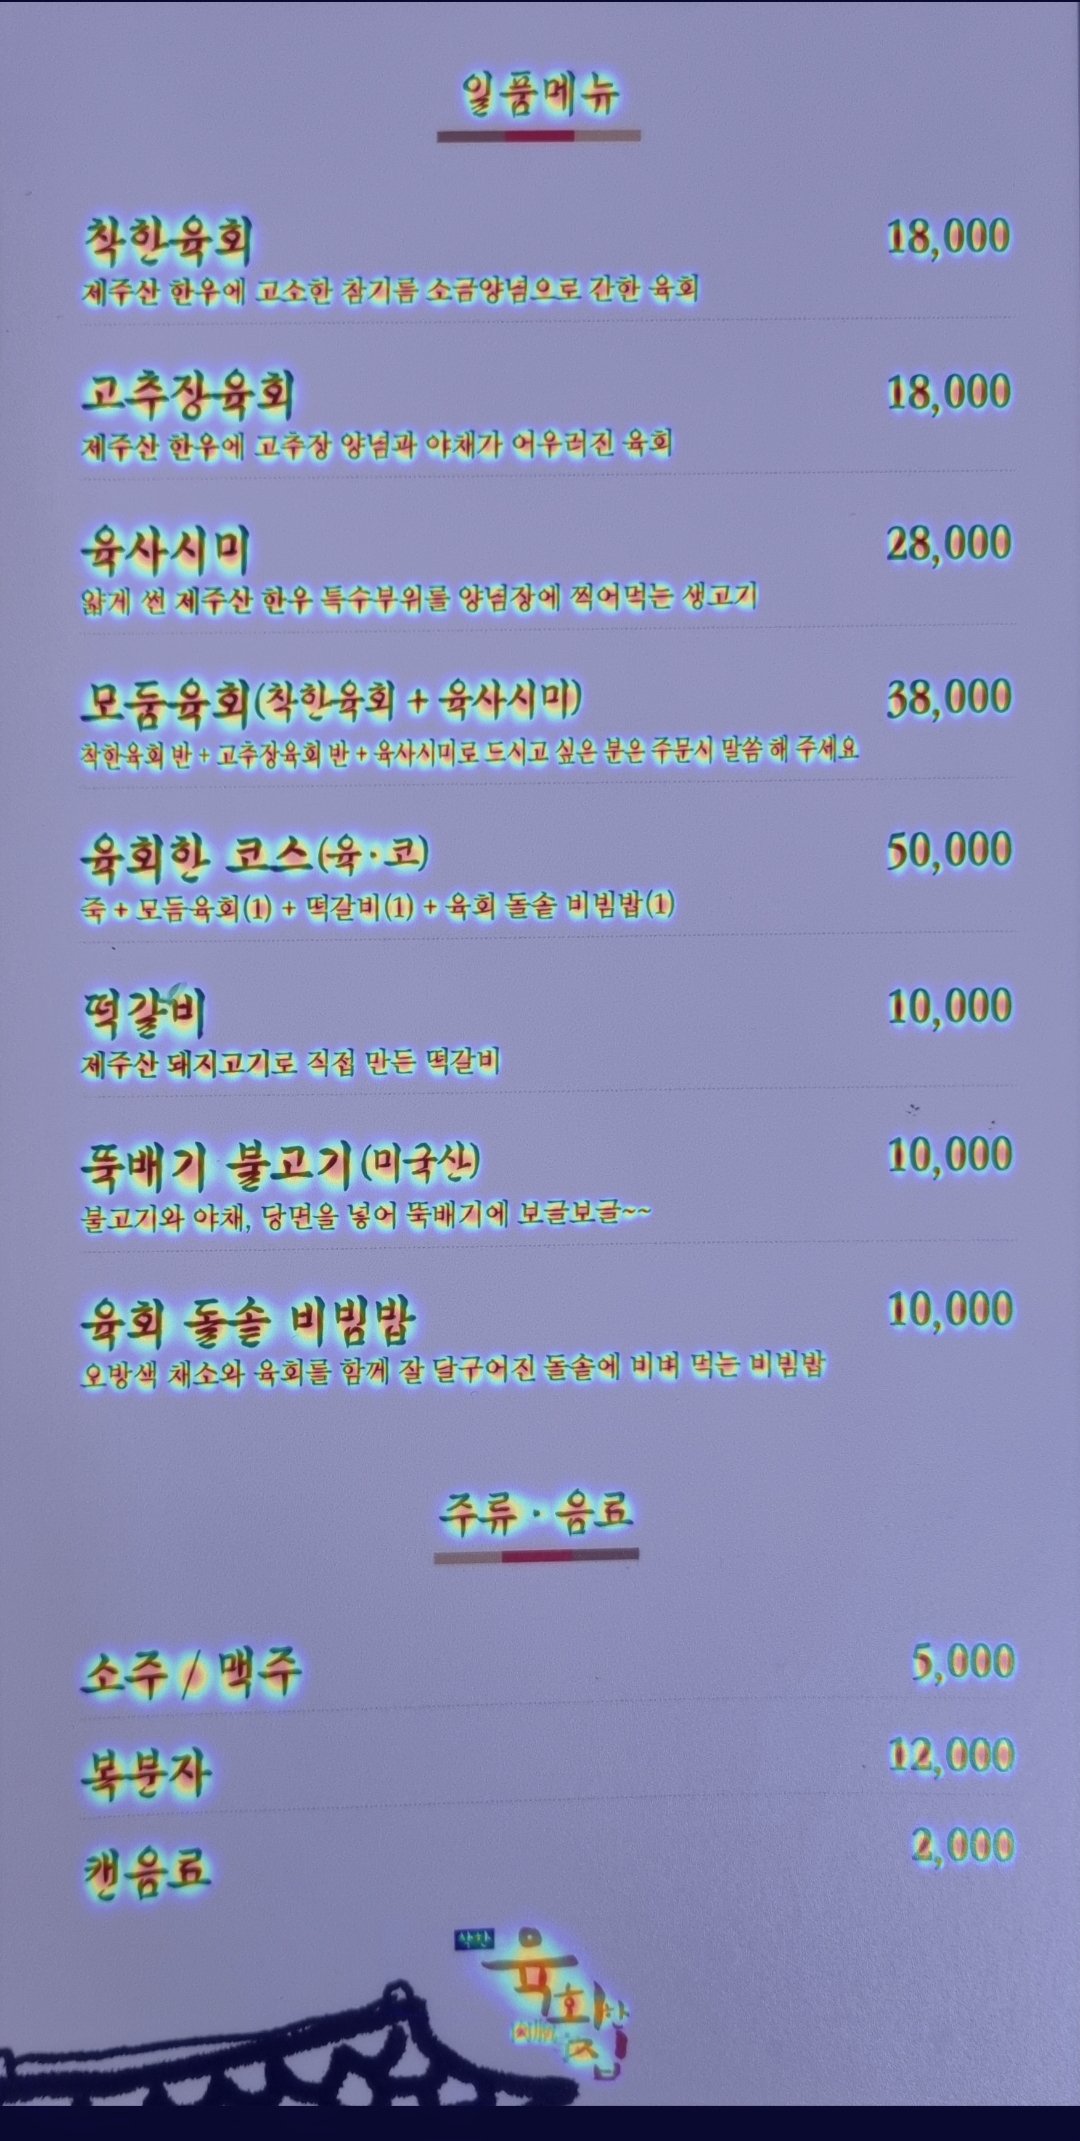 일품메뉴
착한육회 18,000
제주산 한우에 고소한 참기름 소금양념으로 간한 육회
고추장육회 18,000
제주산 한우에 고추장 양념과 야채가 어우러진 육회
육사시미 28,000
얇게 썬 제주산 한우 특수부위를 양념장에 찍어먹는 생고기
모둠육회(착한육회 + 육사시미) 38,000
착한육회 반 + 고추장육회 반 + 육사시미로 드시고 싶은 분은 주문시 말씀 해 주세요
육회한 코스(육·코) 50,000
죽 + 모듬육회(1) + 떡갈비(1) + 육회 돌솥 비빔밥(1)
떡갈비 10,000
제주산 돼지고기로 직접 만든 떡갈비
뚝배기 불고기(미국산) 10,000
불고기와 야채, 당면을 넣어 뚝배기에 보글보글~~
육회 돌솥 비빔밥 10,000
오방색 채소와 육회를 함께 잘 달구어진 돌솥에 비벼 먹는 비빔밥
주류 · 음료
소주 / 맥주 5,000
복분자 12,000
캔음료 2,000
착한
육회한